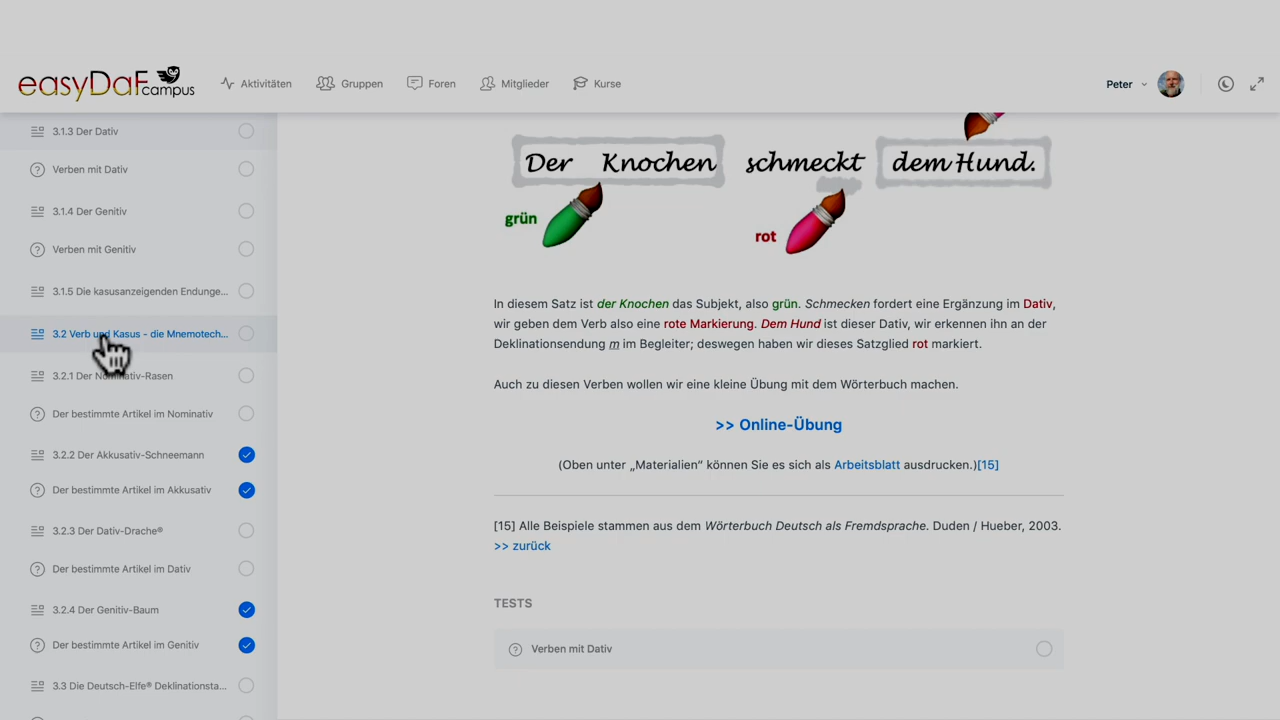 easyDaF campus
Aktivitäten Gruppen Foren Mitglieder Kurse Peter
3.1.3 Der Dativ
Verben mit Dativ
3.1.4 Der Genitiv
Verben mit Genitiv
3.1.5 Die kasusanzeigenden Endunge...
3.2 Verb und Kasus - die Mnemotech...
3.2.1 Der Nominativ-Rasen
Der bestimmte Artikel im Nominativ
3.2.2 Der Akkusativ-Schneemann
Der bestimmte Artikel im Akkusativ
3.2.3 Der Dativ-Drache®
Der bestimmte Artikel im Dativ
3.2.4 Der Genitiv-Baum
Der bestimmte Artikel im Genitiv
3.3 Die Deutsch-Elfe® Deklinationsta...
Der Knochen schmeckt dem Hund.
grün
rot
In diesem Satz ist der Knochen das Subjekt, also grün. Schmecken fordert eine Ergänzung im Dativ,
wir geben dem Verb also eine rote Markierung. Dem Hund ist dieser Dativ, wir erkennen ihn an der
Deklinationsendung m im Begleiter; deswegen haben wir dieses Satzglied rot markiert.
Auch zu diesen Verben wollen wir eine kleine Übung mit dem Wörterbuch machen.
>> Online-Übung
(Oben unter „Materialien“ können Sie es sich als Arbeitsblatt ausdrucken.)[15]
[15] Alle Beispiele stammen aus dem Wörterbuch Deutsch als Fremdsprache. Duden / Hueber, 2003.
>> zurück
TESTS
Verben mit Dativ